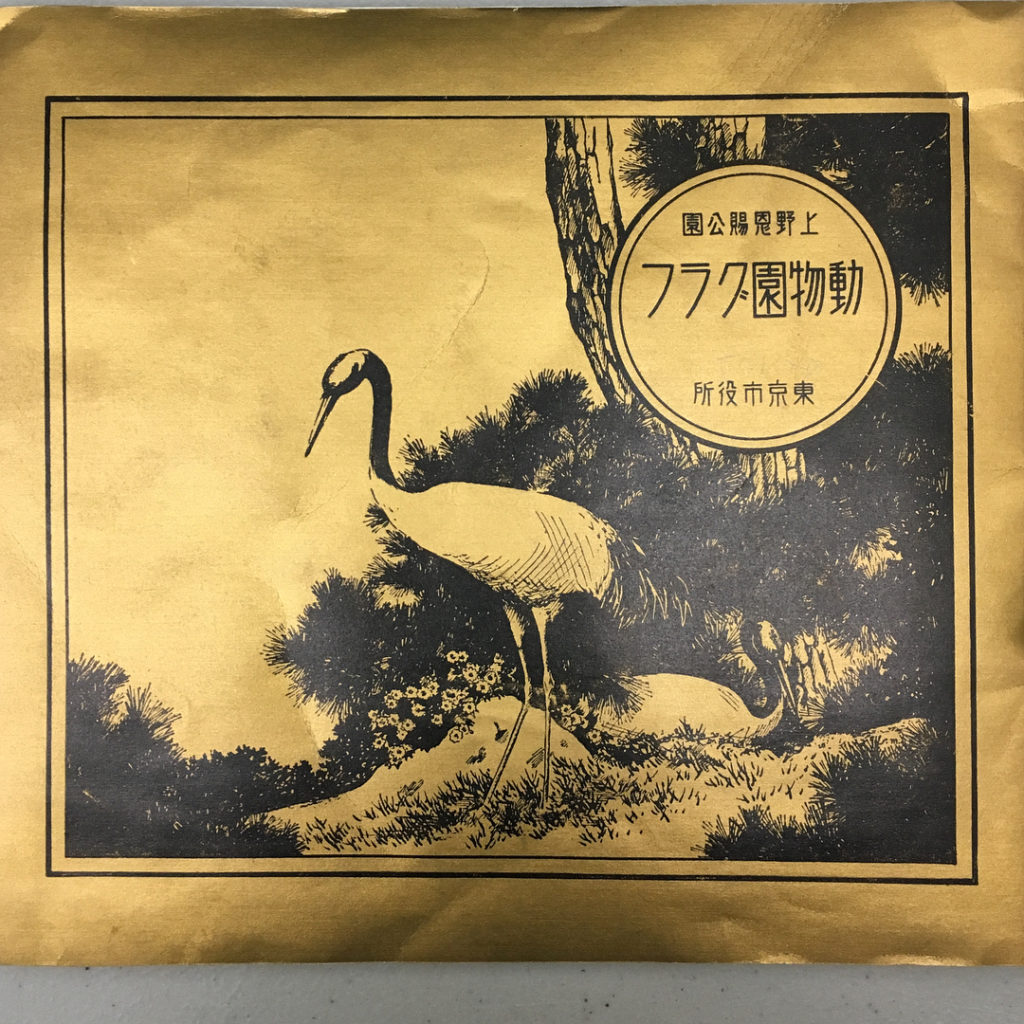 上野恩賜公園
動物園グラフ
東京市役所